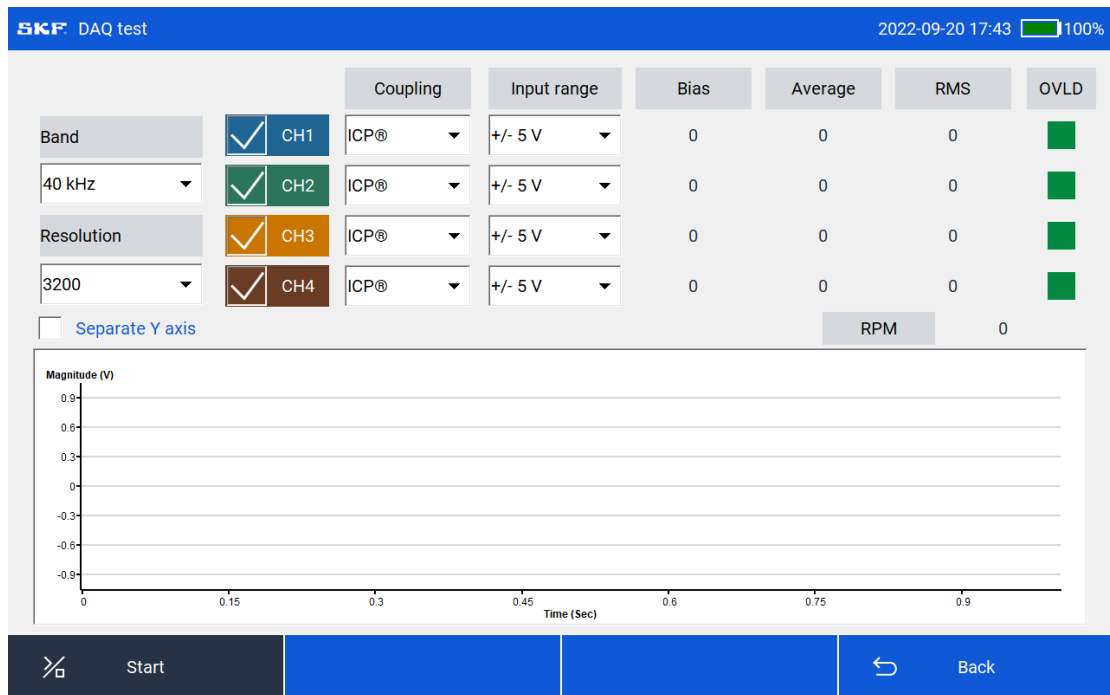 SKF. DAQ test 2022-09-20 17:43 100%
Coupling Input range Bias Average RMS OVLD
Band CH1 ICP® +/- 5 V 0 0 0
40 kHz CH2 ICP® +/- 5 V 0 0 0
Resolution CH3 ICP® +/- 5 V 0 0 0
3200 CH4 ICP® +/- 5 V 0 0 0
Separate Y axis RPM 0
Magnitude (V)
0.9
0.6
0.3
0
-0.3
-0.6
-0.9
0 0.15 0.3 0.45 0.6 0.75 0.9
Time (Sec)
Start Back